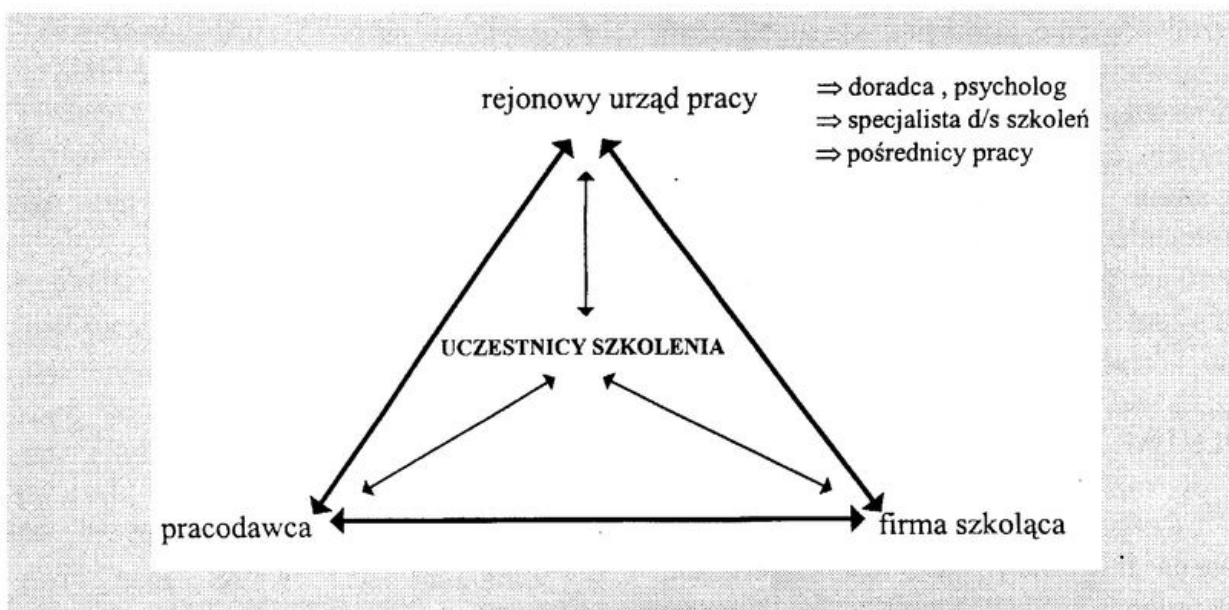 rejonowy urząd pracy
⇒ doradca , psycholog
⇒ specjalista d/s szkoleń
⇒ pośrednicy pracy
UCZESTNICY SZKOLENIA
pracodawca
firma szkoląca